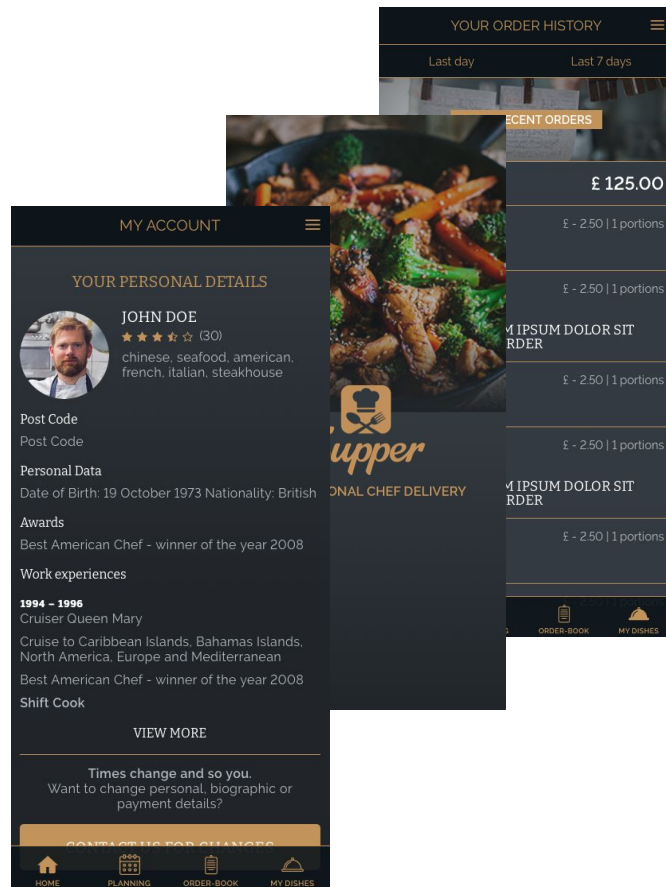 YOUR ORDER HISTORY
Last day
Last 7 days
ECENT ORDERS
£ 125.00
£ - 2.50 | 1 portions
£ - 2.50 | 1 portions
M IPSUM DOLOR SIT
RDER
£ - 2.50 | 1 portions
£ - 2.50 | 1 portions
M IPSUM DOLOR SIT
RDER
£ - 2.50 | 1 portions
ORDER-BOOK
MY DISHES
upper
ONAL CHEF DELIVERY
MY ACCOUNT
YOUR PERSONAL DETAILS
JOHN DOE
(30)
chinese, seafood, american,
french, italian, steakhouse
Post Code
Post Code
Personal Data
Date of Birth: 19 October 1973 Nationality: British
Awards
Best American Chef - winner of the year 2008
Work experiences
1994 – 1996
Cruiser Queen Mary
Cruise to Caribbean Islands, Bahamas Islands,
North America, Europe and Mediterranean
Best American Chef - winner of the year 2008
Shift Cook
VIEW MORE
Times change and so you.
Want to change personal, biographic or
payment details?
CONTACT US FOR CHANGES
HOME
PLANNING
ORDER-BOOK
MY DISHES